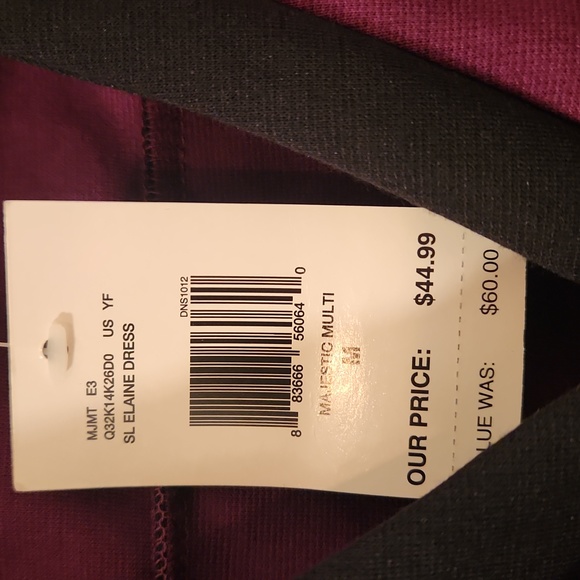 MJMT E3
Q32K14K26D0 US YF
SL ELAINE DRESS
DNS1012
8 83666 56064 0
MAJESTIC MULTI
OUR PRICE: $44.99
LUE WAS: $60.00